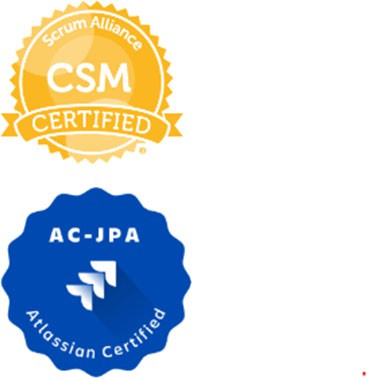 Scrum Alliance
CSM
CERTIFIED
AC-JPA
Atlassian Certified